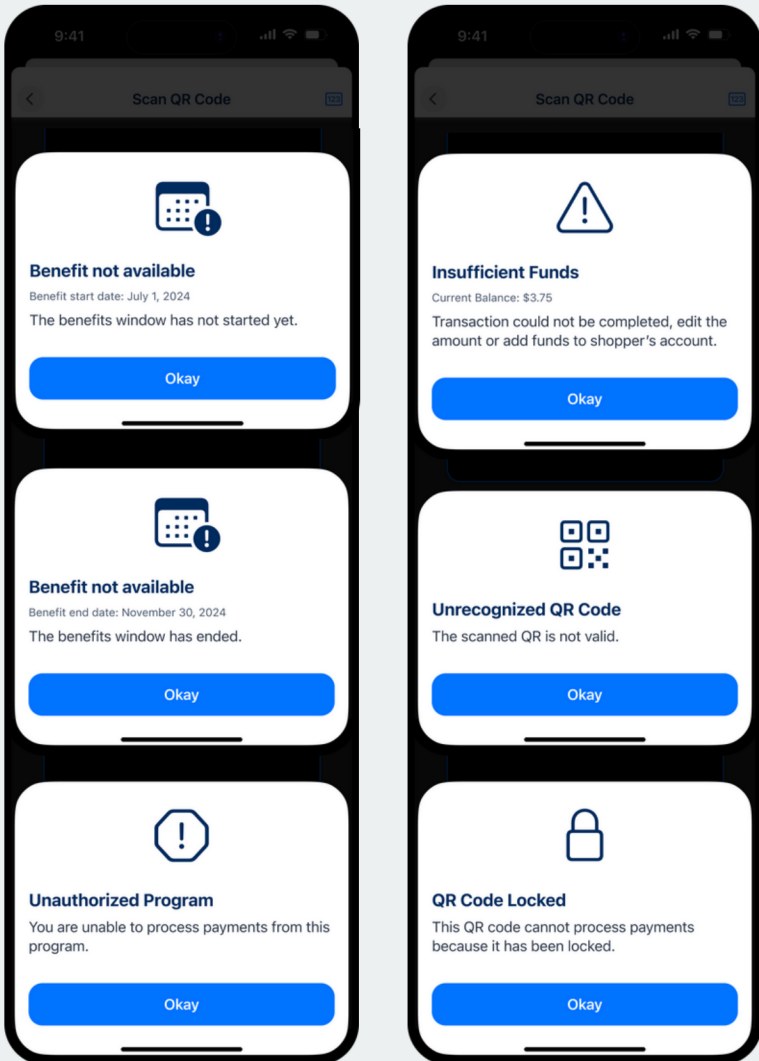 9:41
Scan QR Code
123
Benefit not available
Benefit start date: July 1, 2024
The benefits window has not started yet.
Okay
Benefit not available
Benefit end date: November 30, 2024
The benefits window has ended.
Okay
Unauthorized Program
You are unable to process payments from this
program.
Okay
9:41
Scan QR Code
123
Insufficient Funds
Current Balance: $3.75
Transaction could not be completed, edit the
amount or add funds to shopper's account.
Okay
Unrecognized QR Code
The scanned QR is not valid.
Okay
QR Code Locked
This QR code cannot process payments
because it has been locked.
Okay